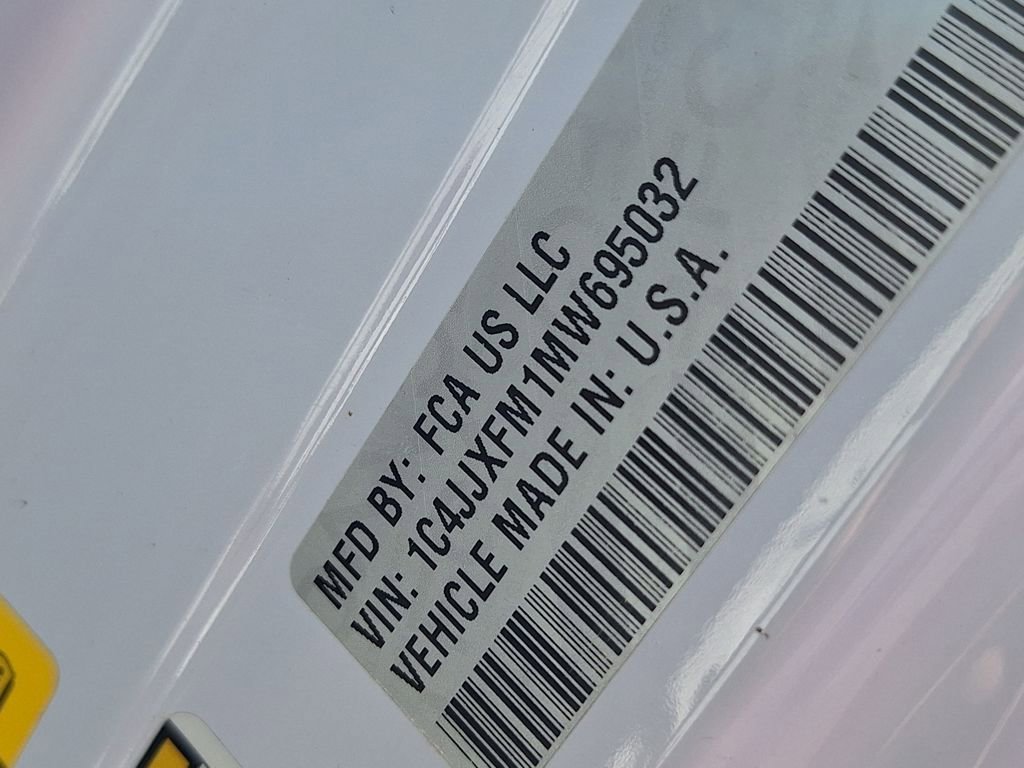 MFD BY: FCA US LLC
VIN: 1C4JJXFM1MW695032
VEHICLE MADE IN: U.S.A.